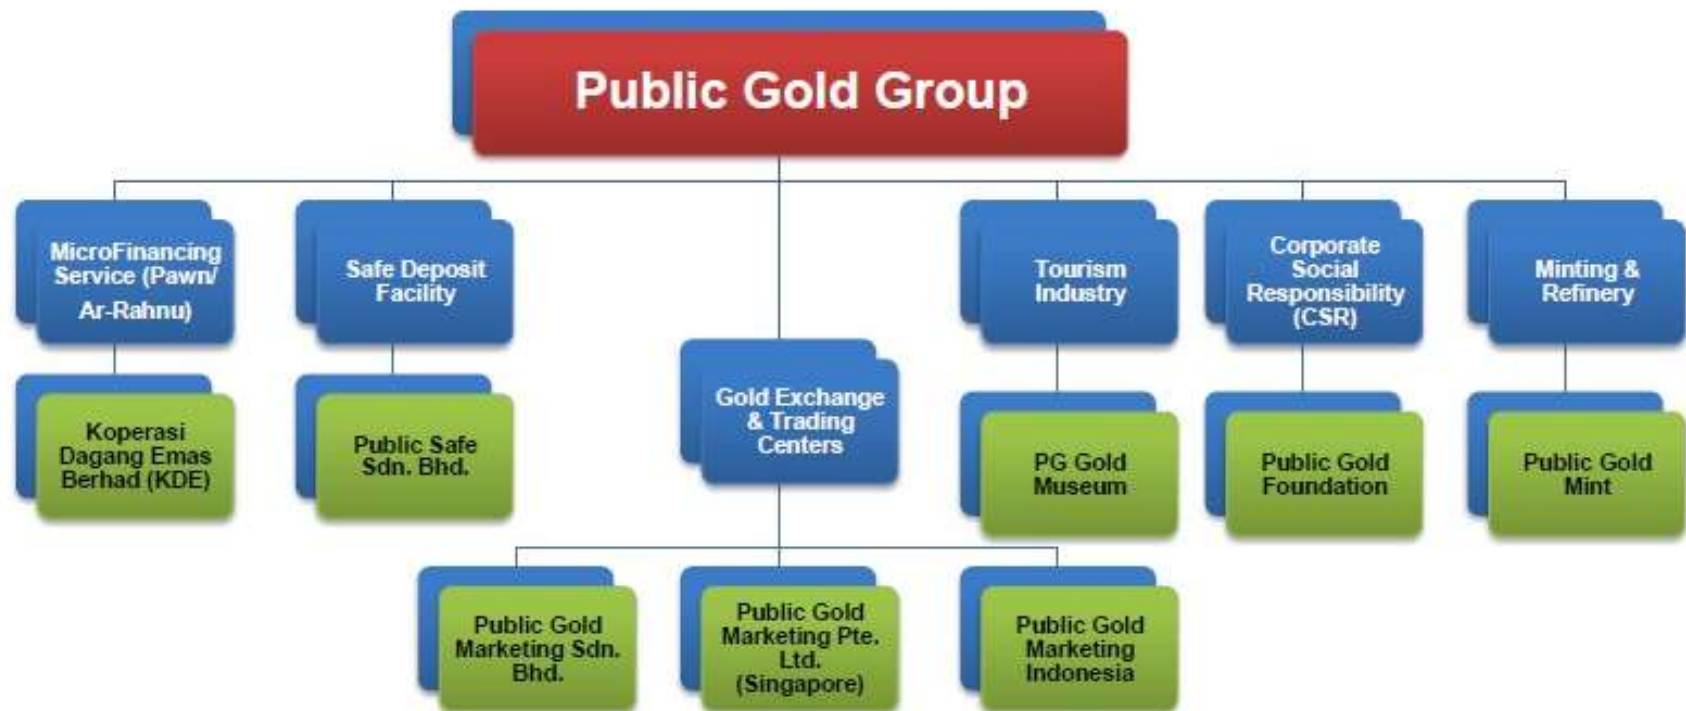 Public Gold Group
MicroFinancing
Service (Pawn/
Ar-Rahnu)
Safe Deposit
Facility
Gold Exchange
& Trading
Centers
Tourism
Industry
Corporate
Social
Responsibility
(CSR)
Minting &
Refinery
Koperasi
Dagang Emas
Berhad (KDE)
Public Safe
Sdn. Bhd.
PG Gold
Museum
Public Gold
Foundation
Public Gold
Mint
Public Gold
Marketing Sdn.
Bhd.
Public Gold
Marketing Pte.
Ltd.
(Singapore)
Public Gold
Marketing
Indonesia